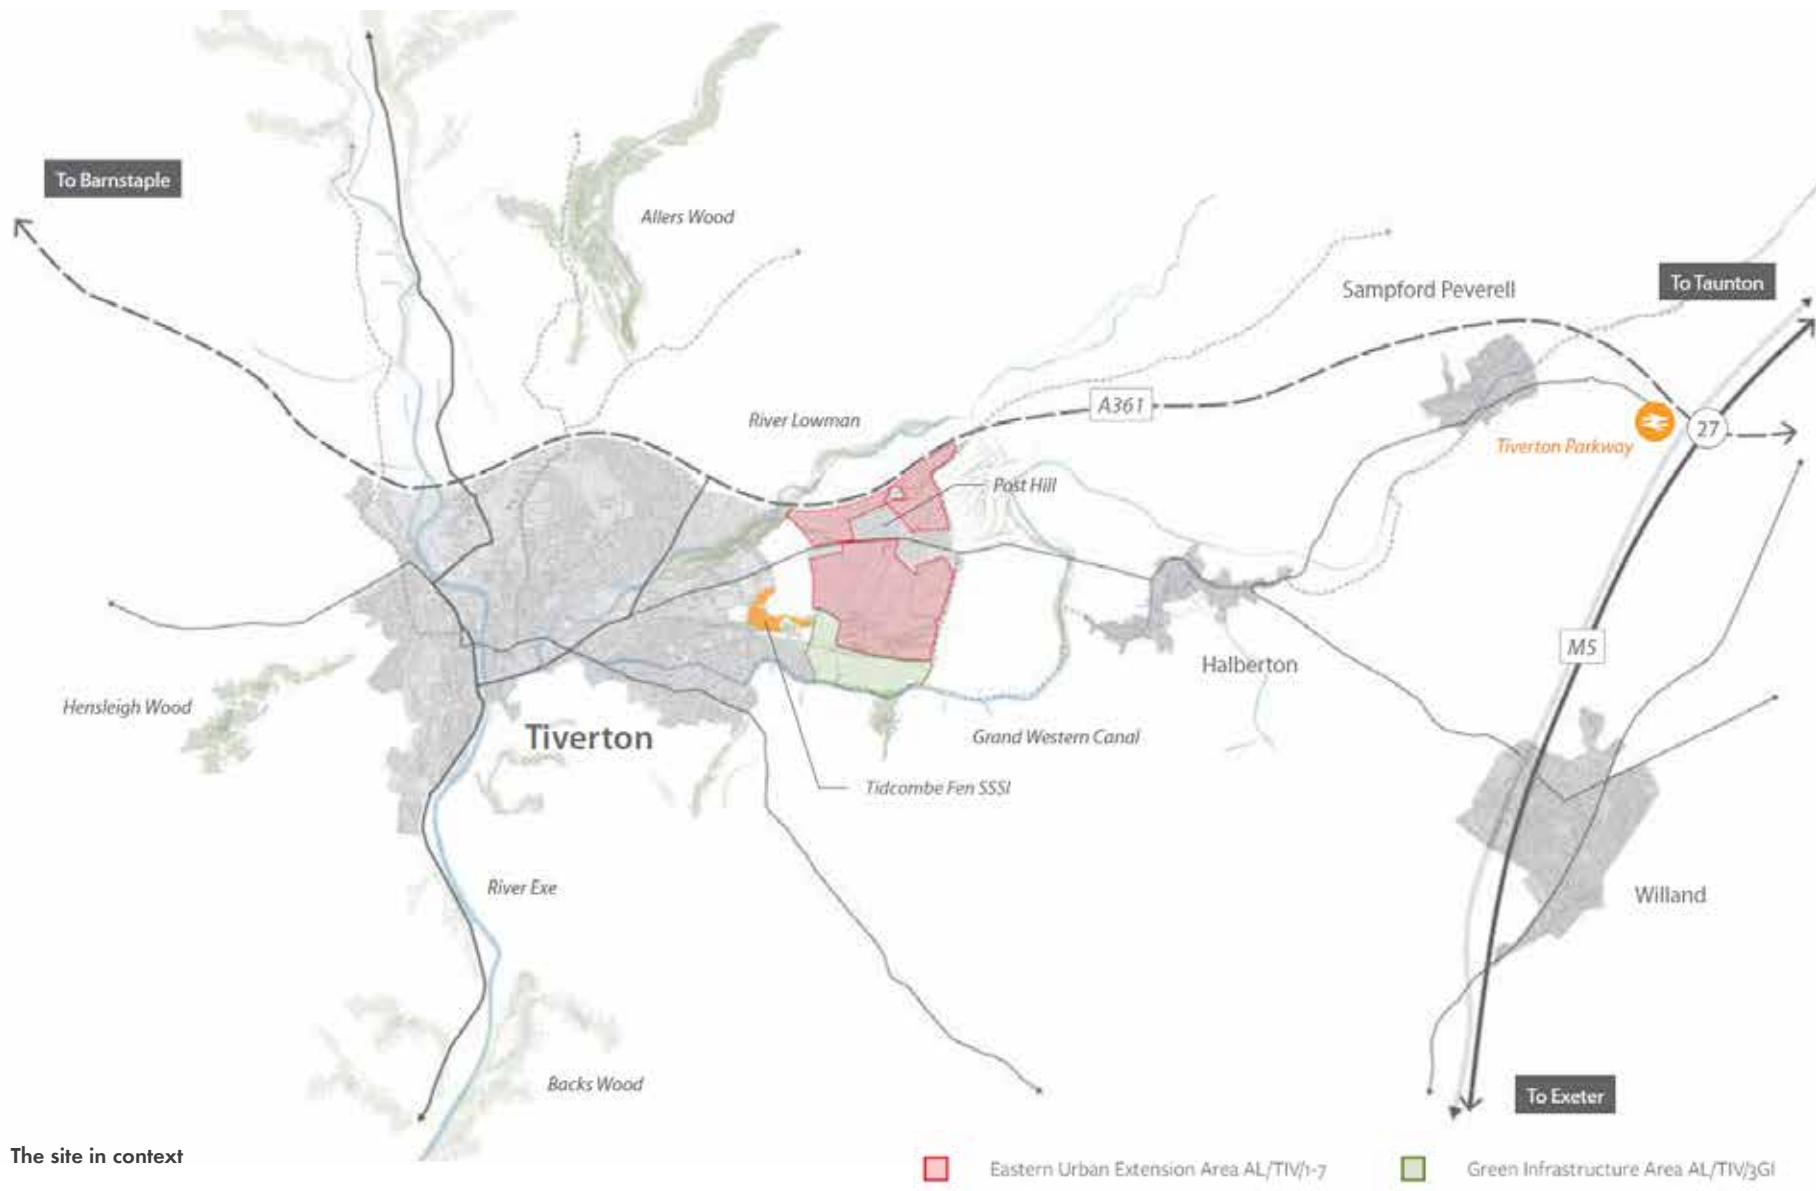 To Barnstaple
Allers Wood
Sampford Peverell
To Taunton
A361
River Lowman
27
Tiverton Parkway
Post Hill
M5
Halberton
Hensleigh Wood
Tiverton
Grand Western Canal
Tidcombe Fen SSSI
River Exe
Willand
Backs Wood
To Exeter
The site in context
Eastern Urban Extension Area AL/TIV/1-7
Green Infrastructure Area AL/TIV/3GI